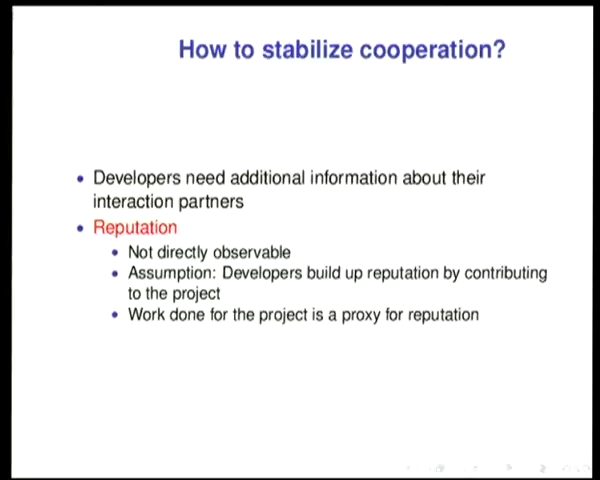 How to stabilize cooperation?
• Developers need additional information about their
interaction partners
• Reputation
• Not directly observable
• Assumption: Developers build up reputation by contributing
to the project
• Work done for the project is a proxy for reputation